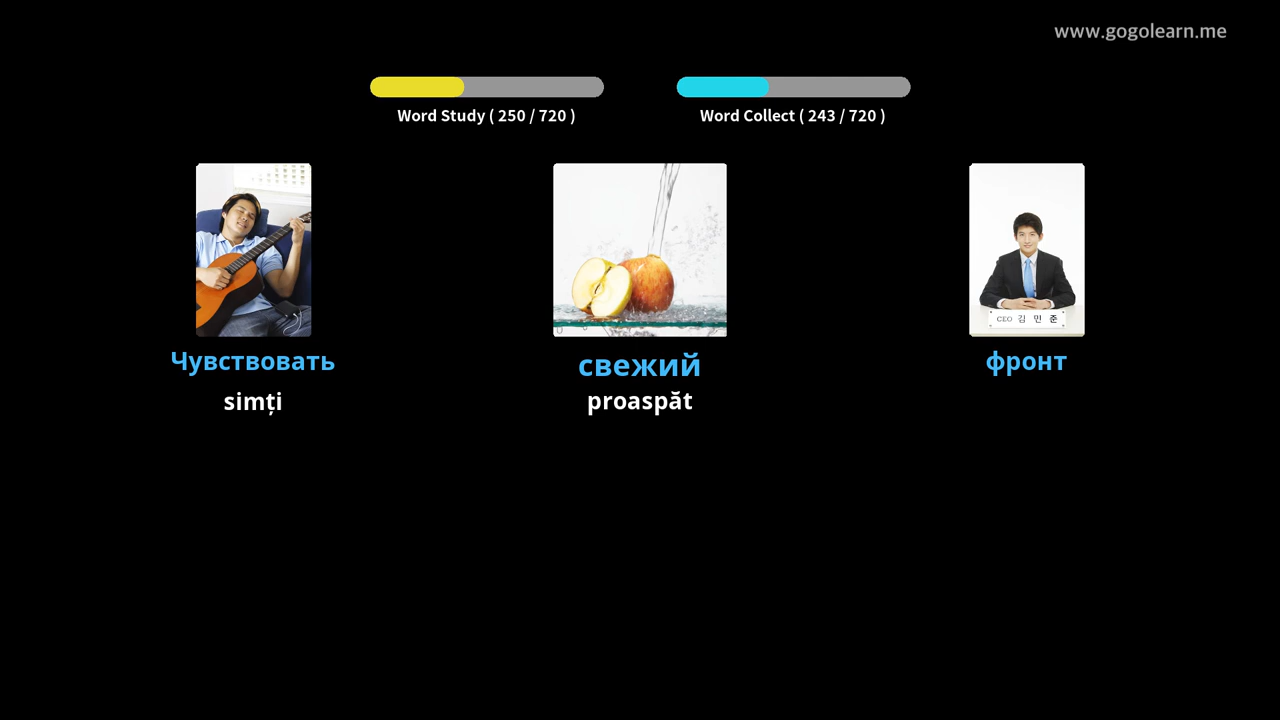 www.gogolearn.me
Word Study ( 250 / 720 )
Word Collect ( 243 / 720 )
CEO 김 민 준
Чувствовать
свежий
фронт
simți
proaspăt